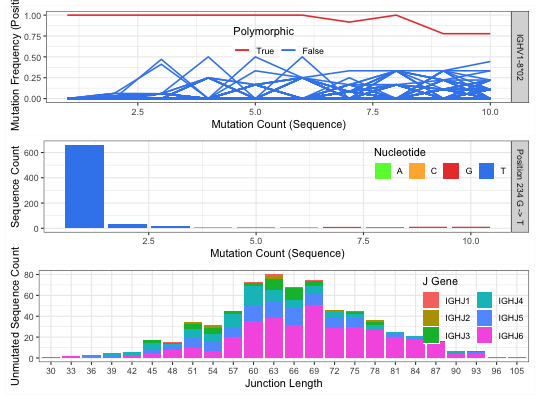 Mutation Frequency (Positi
1.00
0.75
0.50
0.25
0.00
Polymorphic
True False
IGHV1-8*02
2.5 5.0 7.5 10.0
Mutation Count (Sequence)
Sequence Count
600
400
200
0
Nucleotide
A C G T
Position 234 G -> T
2.5 5.0 7.5 10.0
Mutation Count (Sequence)
Unmutated Sequence Count
80
60
40
20
0
J Gene
IGHJ1 IGHJ4
IGHJ2 IGHJ5
IGHJ3 IGHJ6
30 33 36 39 42 45 48 51 54 57 60 63 66 69 72 75 78 81 84 87 90 93 96 105
Junction Length